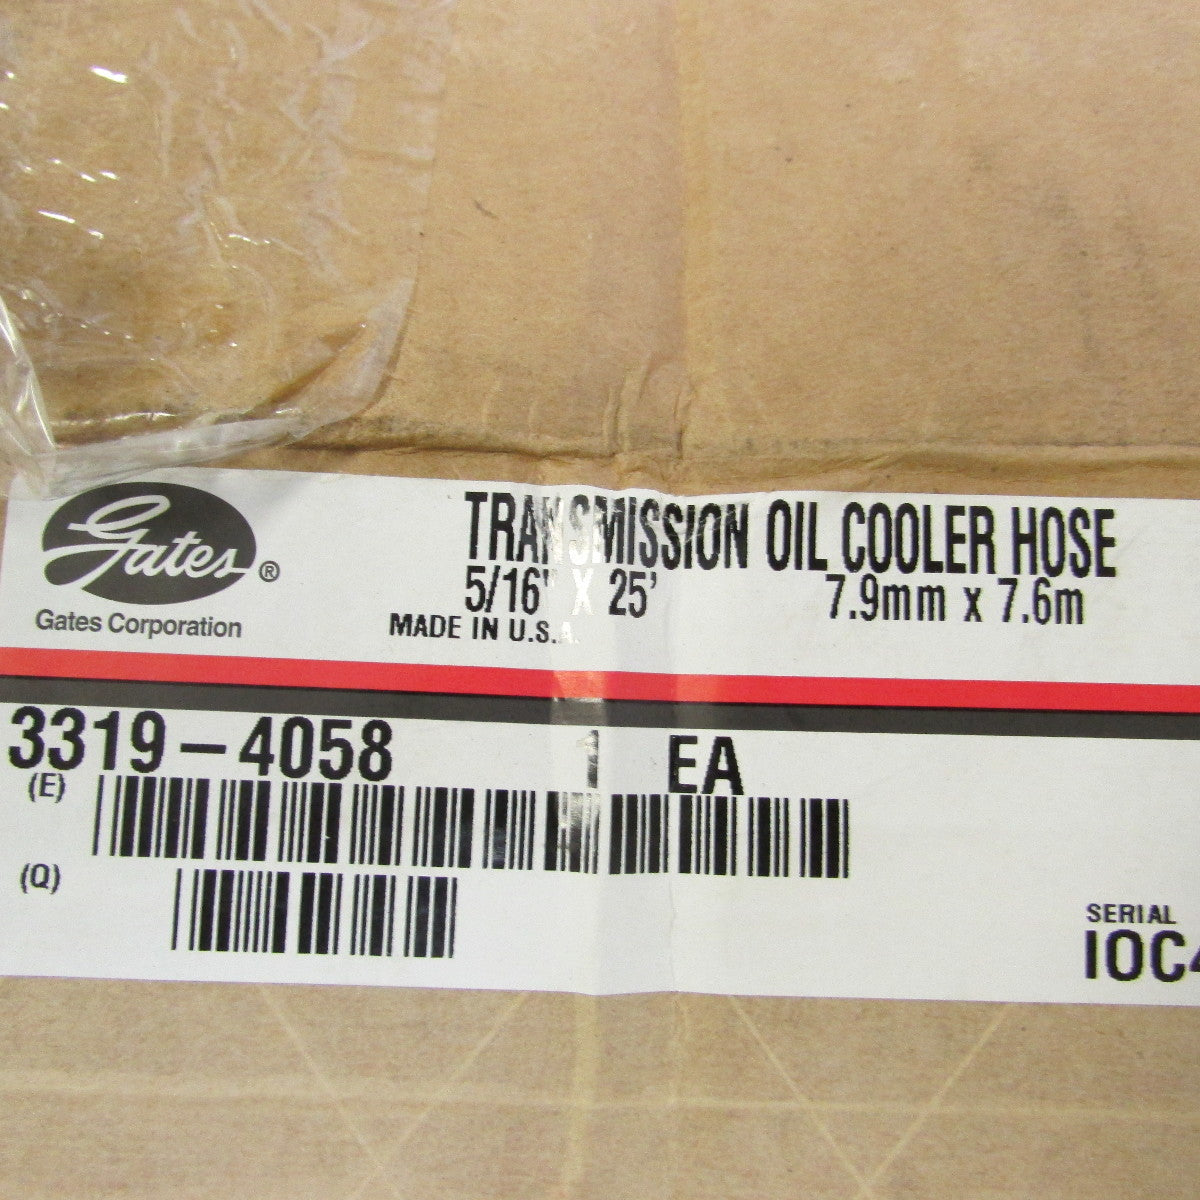 Gates®
Gates Corporation
TRANSMISSION OIL COOLER HOSE
5/16" X 25' 7.9mm x 7.6m
MADE IN U.S.A.
3319-4058 1 EA
(E)
(Q)
SERIAL
IOC4